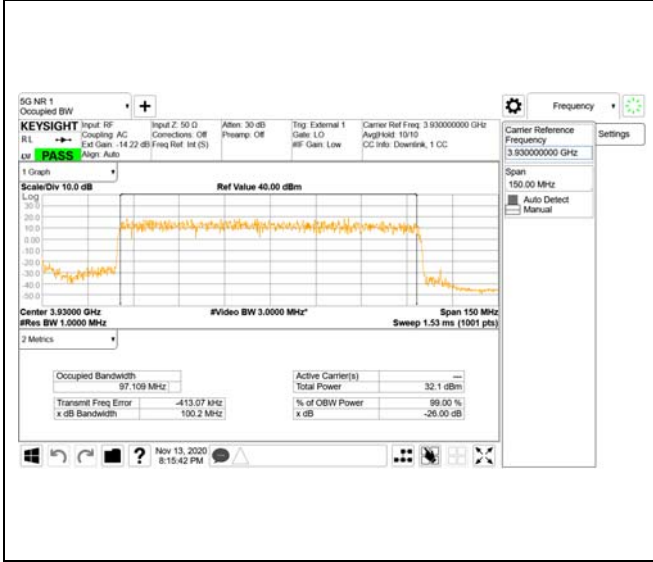 5G NR 1
Occupied BW
Frequency
KEYSIGHT
R L
PASS
Input: RF
Coupling: AC
Ext Gain: -14.22 dB
Align: Auto
Input Z: 50 Ω
Corrections: Off
Freq Ref: Int (S)
Atten: 30 dB
Preamp: Off
Trig: External 1
Gate: LO
#IF Gain: Low
Carrier Ref Freq: 3.930000000 GHz
Avg|Hold: 10/10
CC Info: Downlink, 1 CC
Carrier Reference
Frequency
3.930000000 GHz
Settings
Span
150.00 MHz
Auto Detect
Manual
1 Graph
Scale/Div 10.0 dB
Ref Value 40.00 dBm
Log
30.0
20.0
10.0
0.00
-10.0
-20.0
-30.0
-40.0
-50.0
Center 3.93000 GHz
#Video BW 3.0000 MHz*
Span 150 MHz
#Res BW 1.0000 MHz
Sweep 1.53 ms (1001 pts)
2 Metrics
Occupied Bandwidth
97.109 MHz
Transmit Freq Error -413.07 kHz
x dB Bandwidth 100.2 MHz
Active Carrier(s) ---
Total Power 32.1 dBm
% of OBW Power 99.00 %
x dB -26.00 dB
Nov 13, 2020
8:15:42 PM